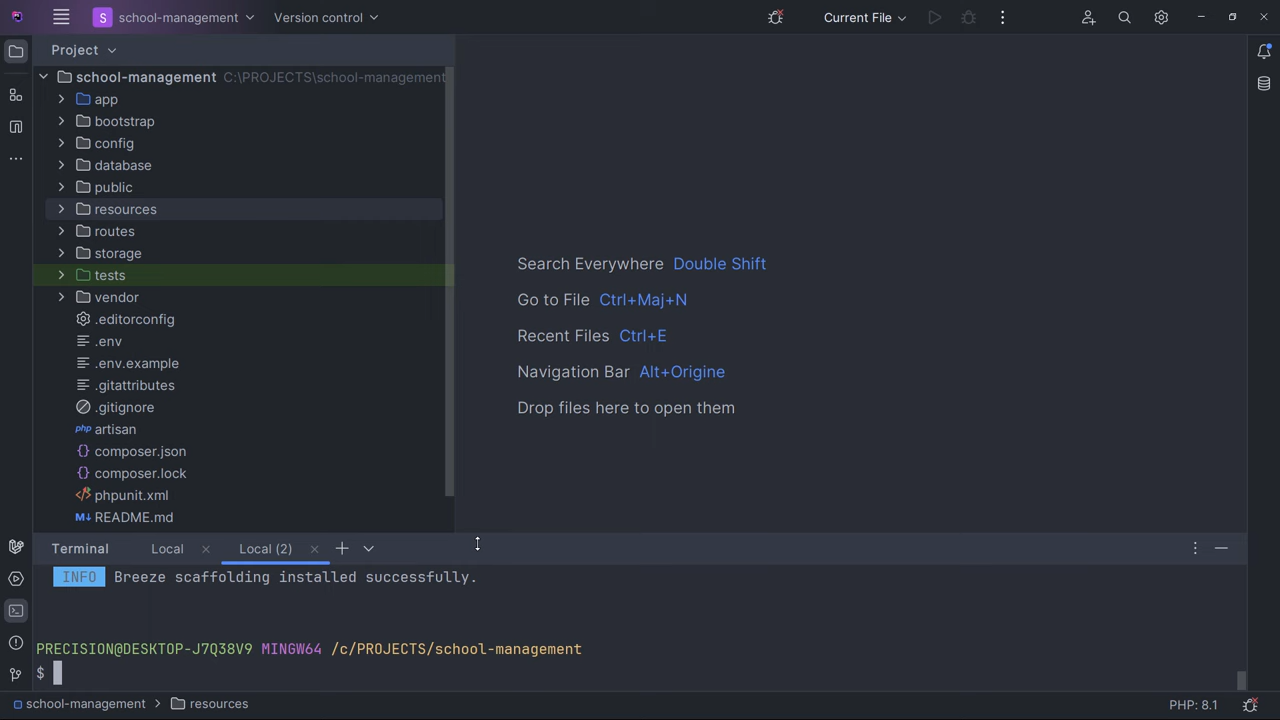 S school-management Version control Current File
Project
school-management C:\PROJECTS\school-management
app
bootstrap
config
database
public
resources
routes
storage
tests
vendor
.editorconfig
.env
.env.example
.gitattributes
.gitignore
php artisan
{} composer.json
{} composer.lock
phpunit.xml
M↓ README.md
Search Everywhere Double Shift
Go to File Ctrl+Maj+N
Recent Files Ctrl+E
Navigation Bar Alt+Origine
Drop files here to open them
Terminal Local Local (2)
INFO Breeze scaffolding installed successfully.
PRECISION@DESKTOP-J7Q38V9 MINGW64 /c/PROJECTS/school-management
$
school-management > resources PHP: 8.1